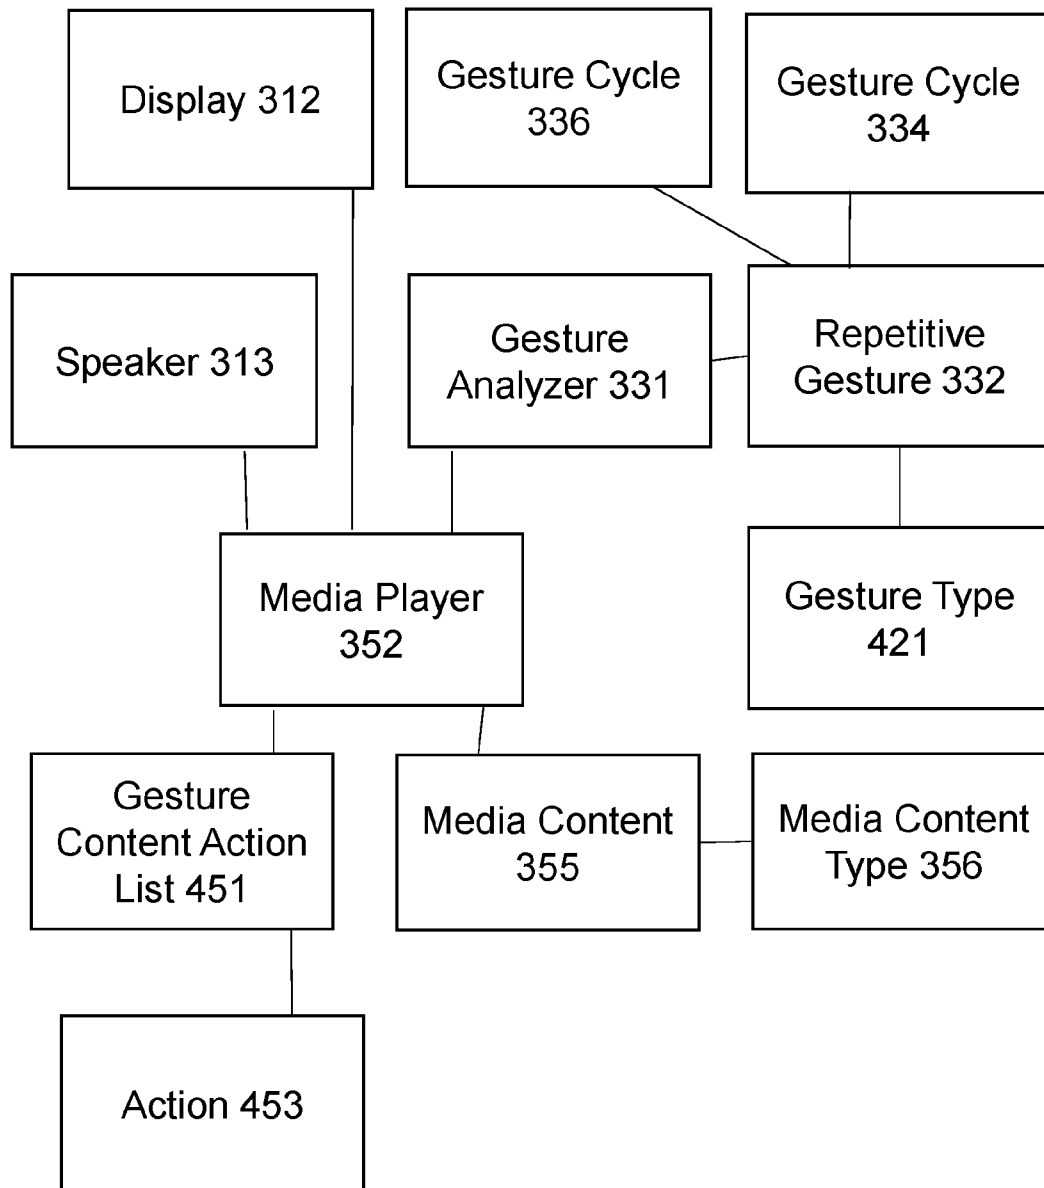 Display 312
Gesture Cycle
336
Gesture Cycle
334
Speaker 313
Gesture
Analyzer 331
Repetitive
Gesture 332
Media Player
352
Gesture Type
421
Gesture
Content Action
List 451
Media Content
355
Media Content
Type 356
Action 453